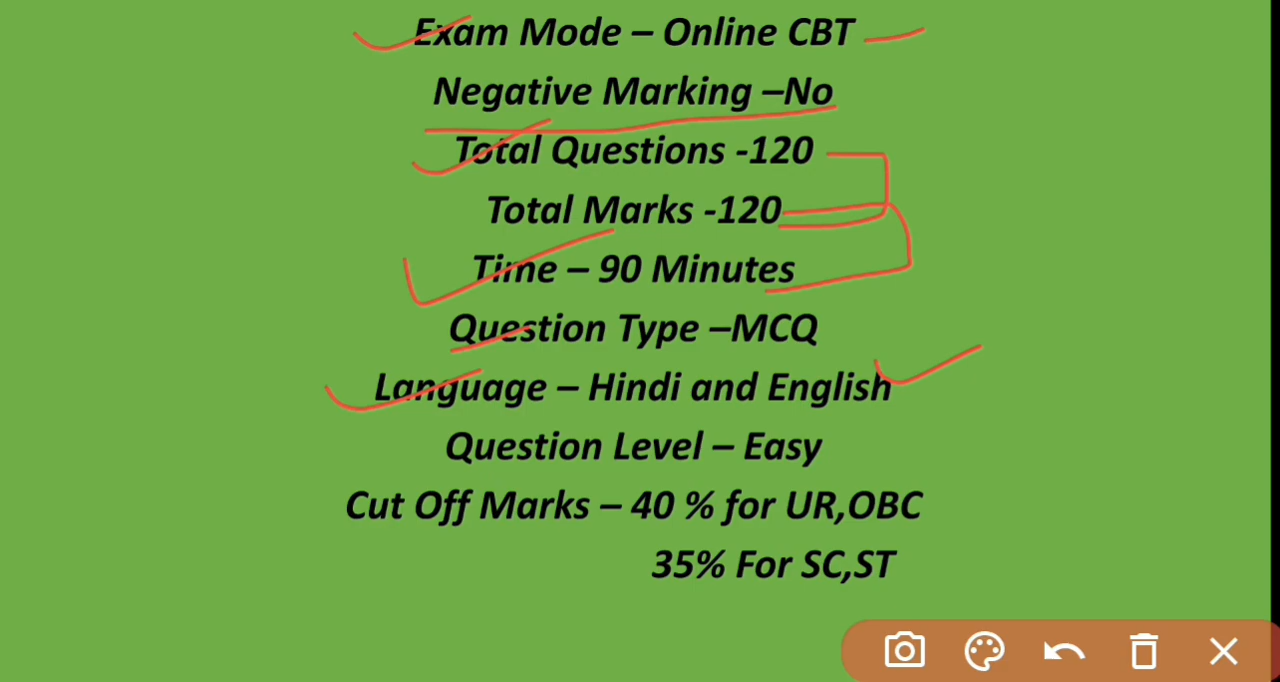 Exam Mode – Online CBT
Negative Marking –No
Total Questions -120
Total Marks -120
Time – 90 Minutes
Question Type –MCQ
Language – Hindi and English
Question Level – Easy
Cut Off Marks – 40 % for UR,OBC
35% For SC,ST